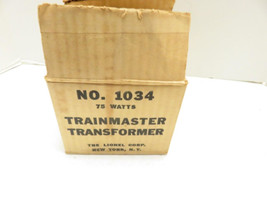 NO. 1034
75 WATTS
TRAINMASTER
TRANSFORMER
THE LIONEL CORP.
NEW YORK, N. Y.